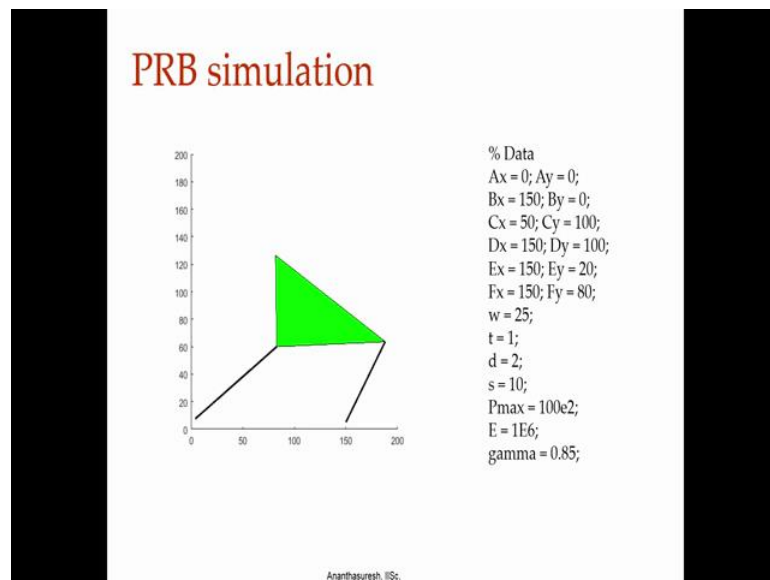 PRB simulation
% Data
Ax = 0; Ay = 0;
Bx = 150; By = 0;
Cx = 50; Cy = 100;
Dx = 150; Dy = 100;
Ex = 150; Ey = 20;
Fx = 150; Fy = 80;
w = 25;
t = 1;
d = 2;
s = 10;
Pmax = 100e2;
E = 1E6;
gamma = 0.85;
200
180
160
140
120
100
80
60
40
20
0
0 50 100 150 200
Ananthasuresh, IISc.